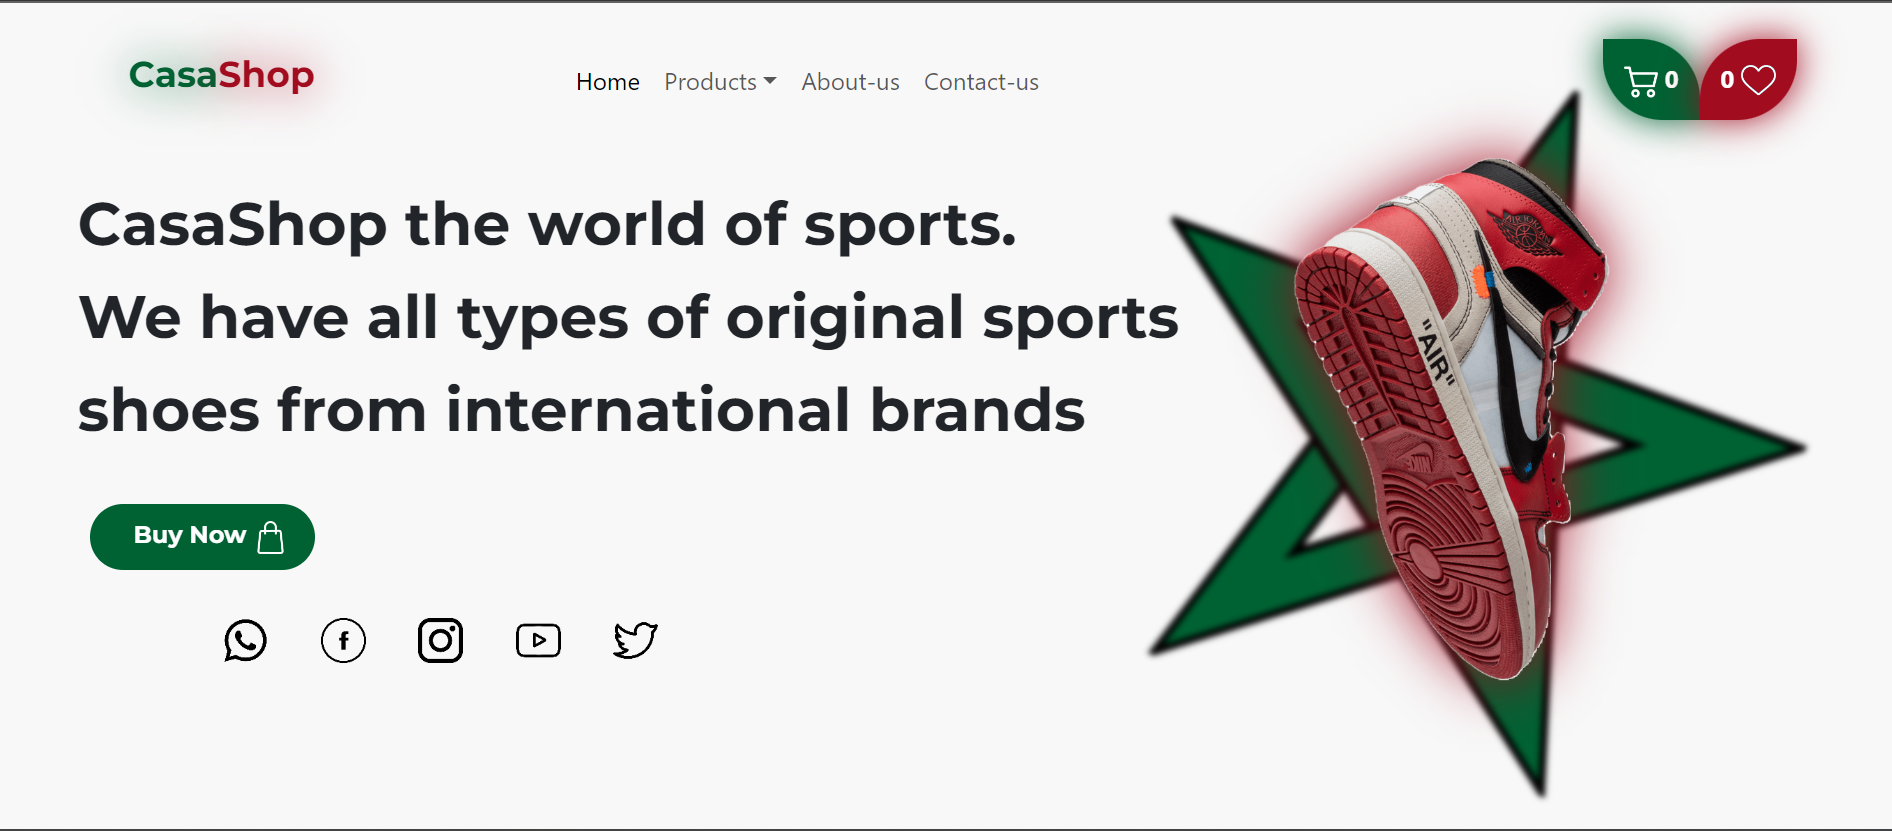 CasaShop
Home Products About-us Contact-us
0 0
CasaShop the world of sports.
We have all types of original sports
shoes from international brands
"AIR"
NIKE
Buy Now